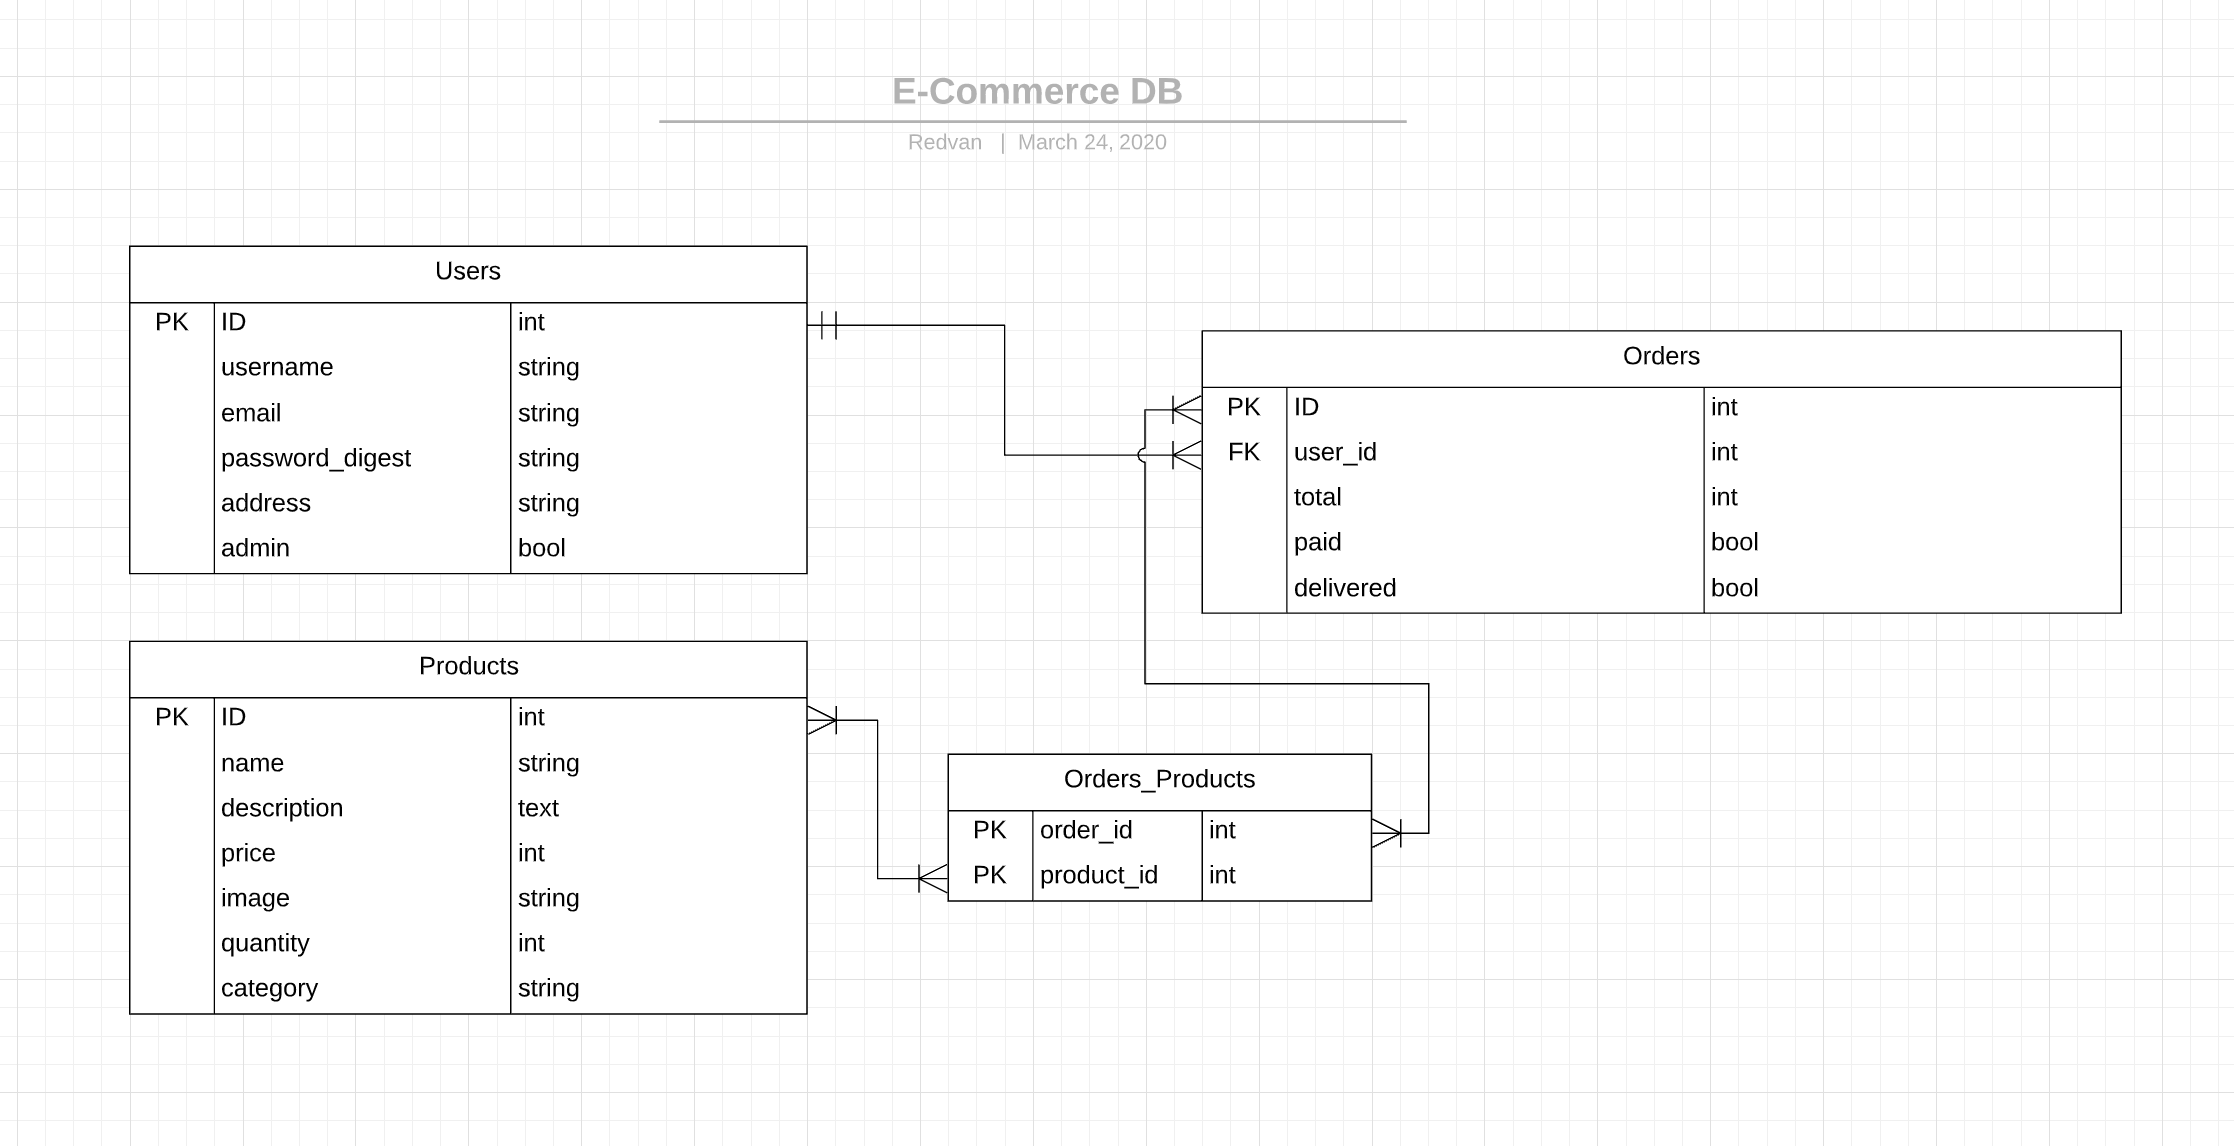 E-Commerce DB
Redvan | March 24, 2020
Users
PK ID int
username string
email string
password_digest string
address string
admin bool
Orders
PK ID int
FK user_id int
total int
paid bool
delivered bool
Products
PK ID int
name string
description text
price int
image string
quantity int
category string
Orders_Products
PK order_id int
PK product_id int